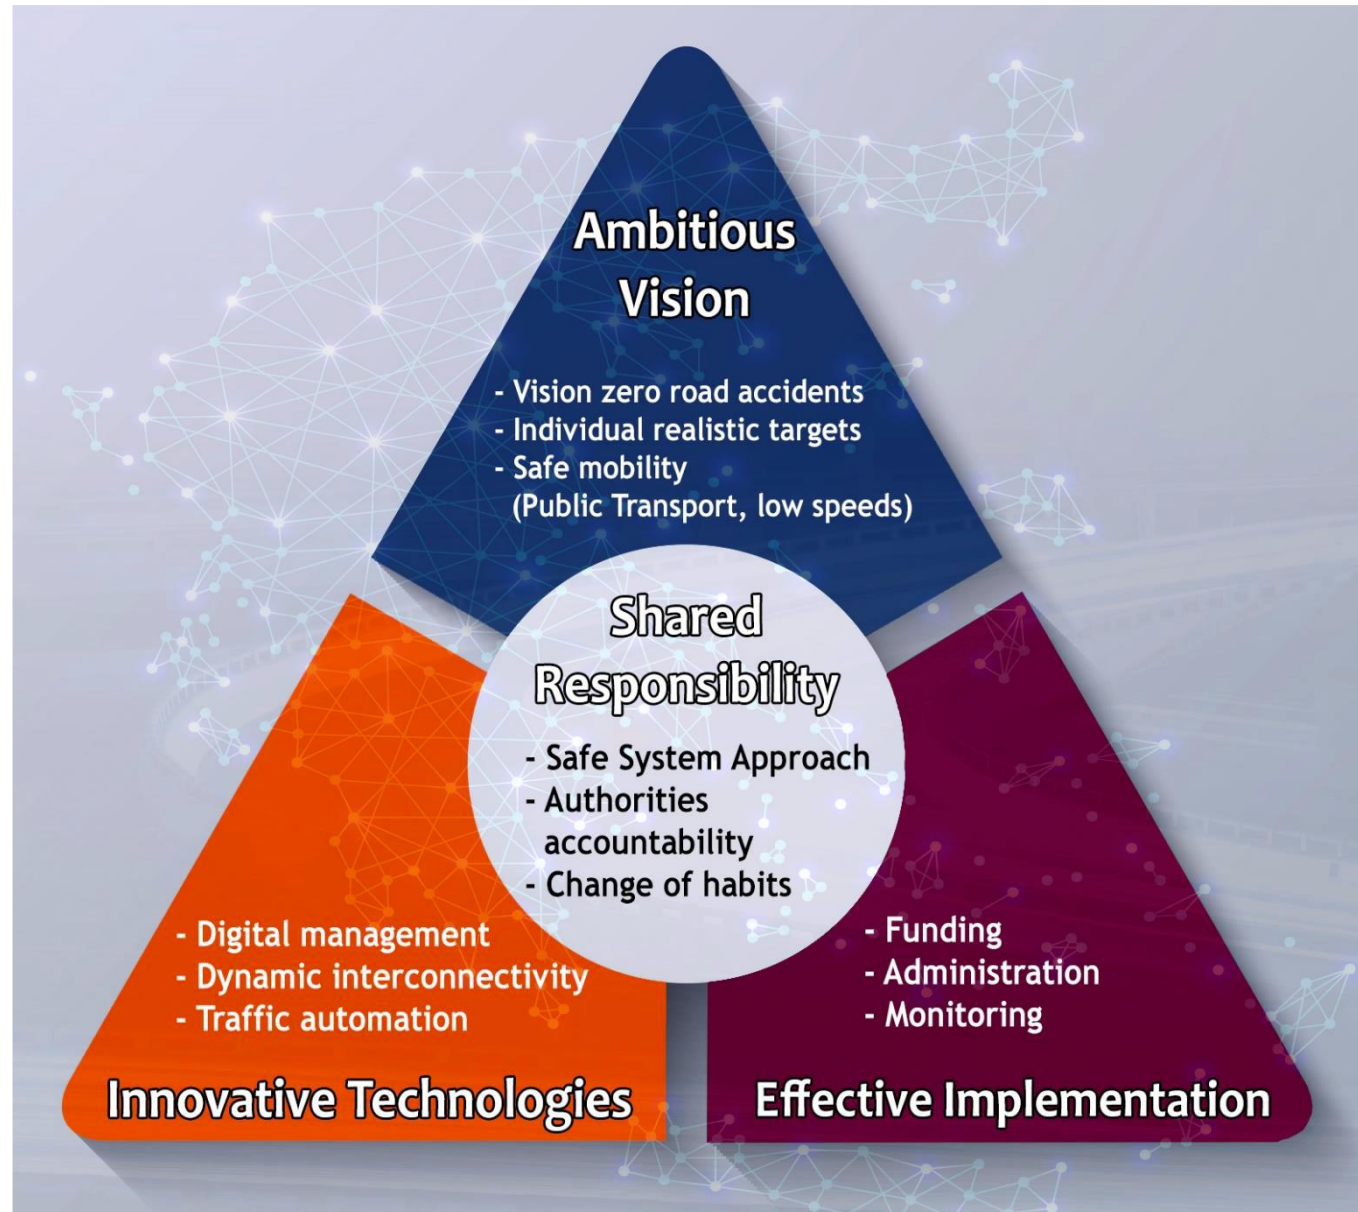 Ambitious
Vision
- Vision zero road accidents
- Individual realistic targets
- Safe mobility
(Public Transport, low speeds)
Shared
Responsibility
- Safe System Approach
- Authorities
accountability
- Change of habits
- Digital management
- Dynamic interconnectivity
- Traffic automation
Innovative Technologies
- Funding
- Administration
- Monitoring
Effective Implementation